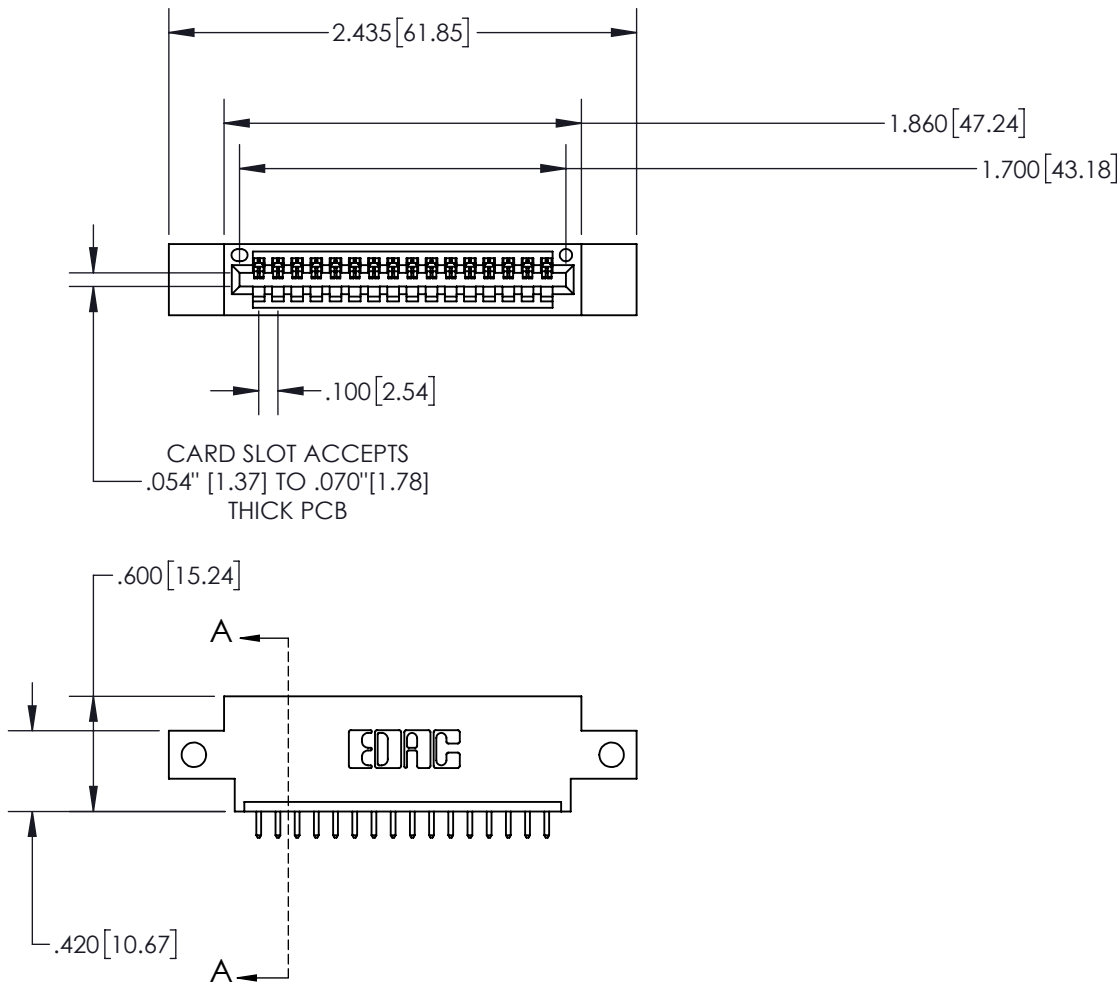 2.435[61.85]
1.860[47.24]
1.700[43.18]
.100[2.54]
CARD SLOT ACCEPTS
.054" [1.37] TO .070"[1.78]
THICK PCB
.600[15.24]
A
EDAC
.420[10.67]
A